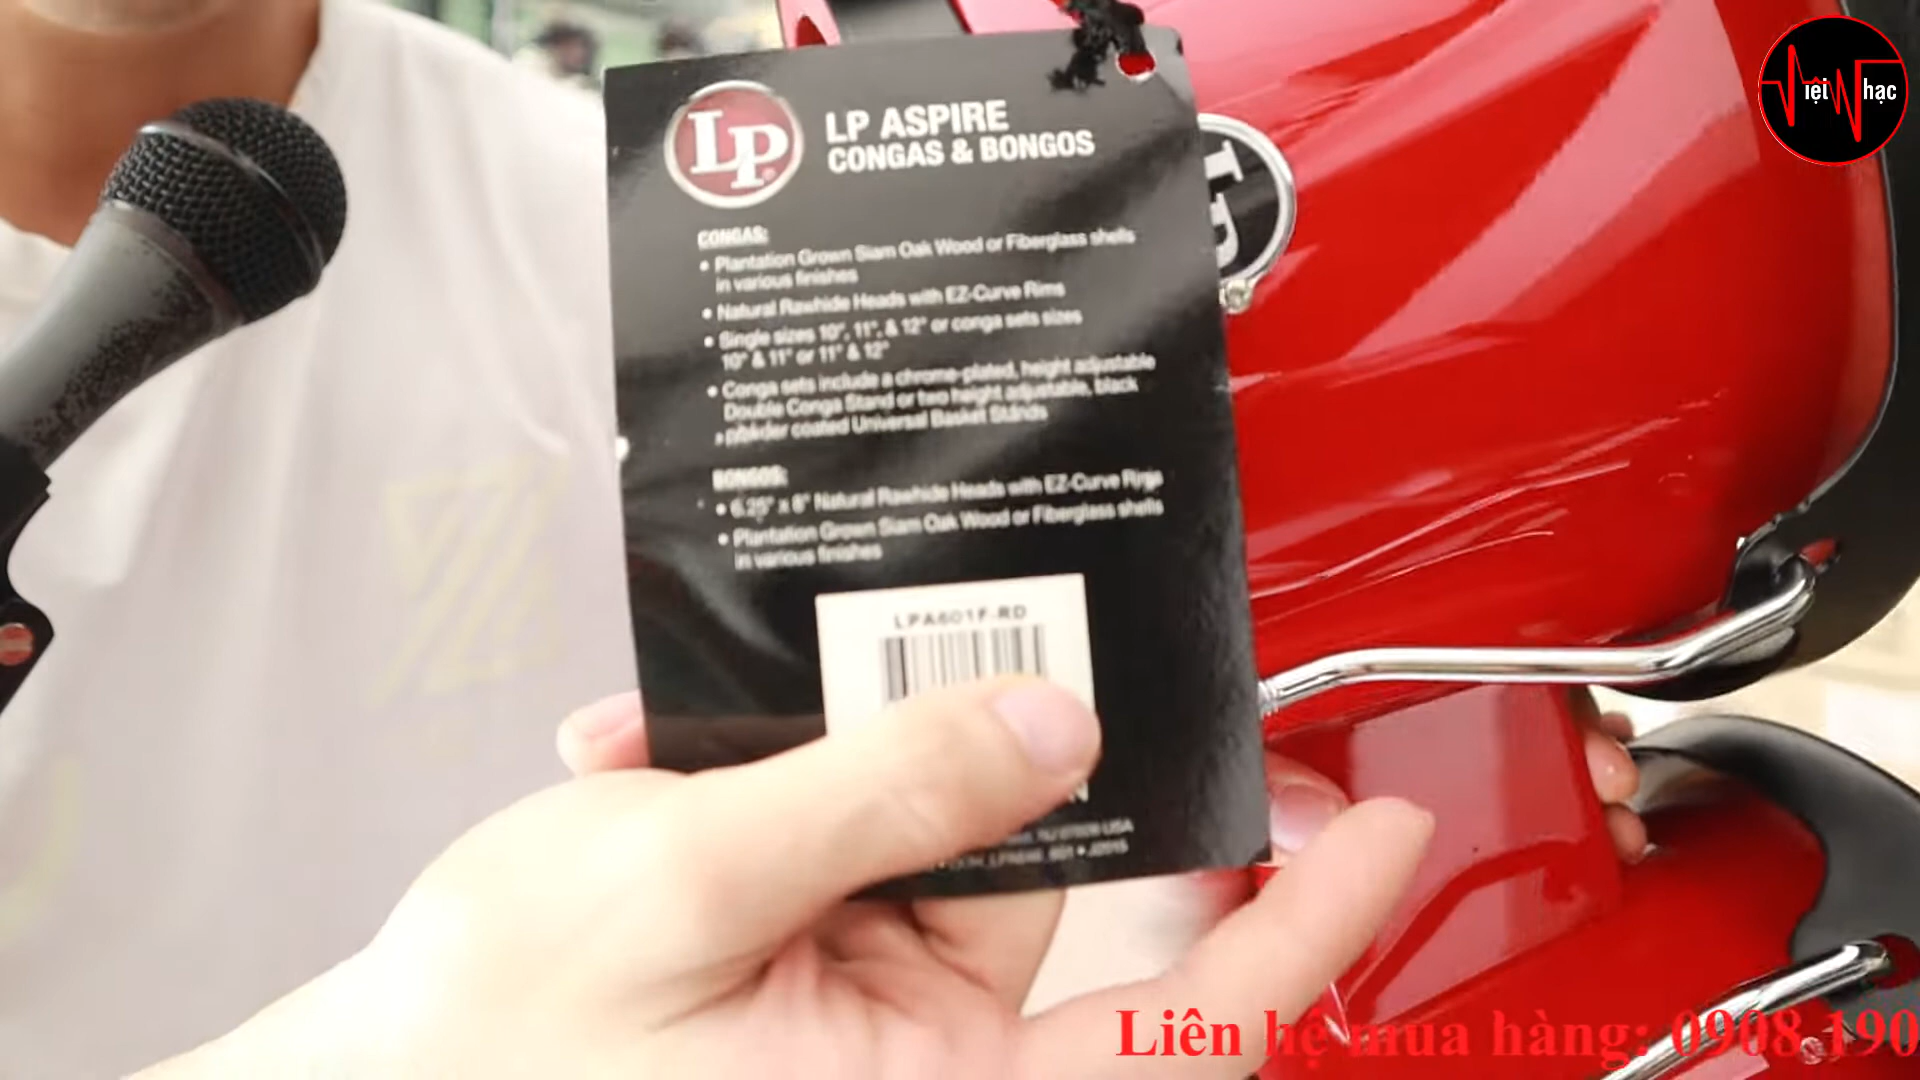 LP
LP ASPIRE
CONGAS & BONGOS
CONGAS:
• Plantation Grown Siam Oak Wood or Fiberglass shells
in various finishes
• Natural Rawhide Heads with EZ-Curve Rims
• Single sizes 10", 11", & 12" or conga sets sizes
10" & 11" or 11" & 12"
• Conga sets include a chrome-plated, height adjustable
Double Conga Stand or two height adjustable, black
powder coated Universal Basket Stands
BONGOS:
• 6.25" x 8" Natural Rawhide Heads with EZ-Curve Rims
• Plantation Grown Siam Oak Wood or Fiberglass shells
in various finishes
LPA601F-RD
USA
LP
Việt Nhạc
Liên hệ mua hàng: 0908 190